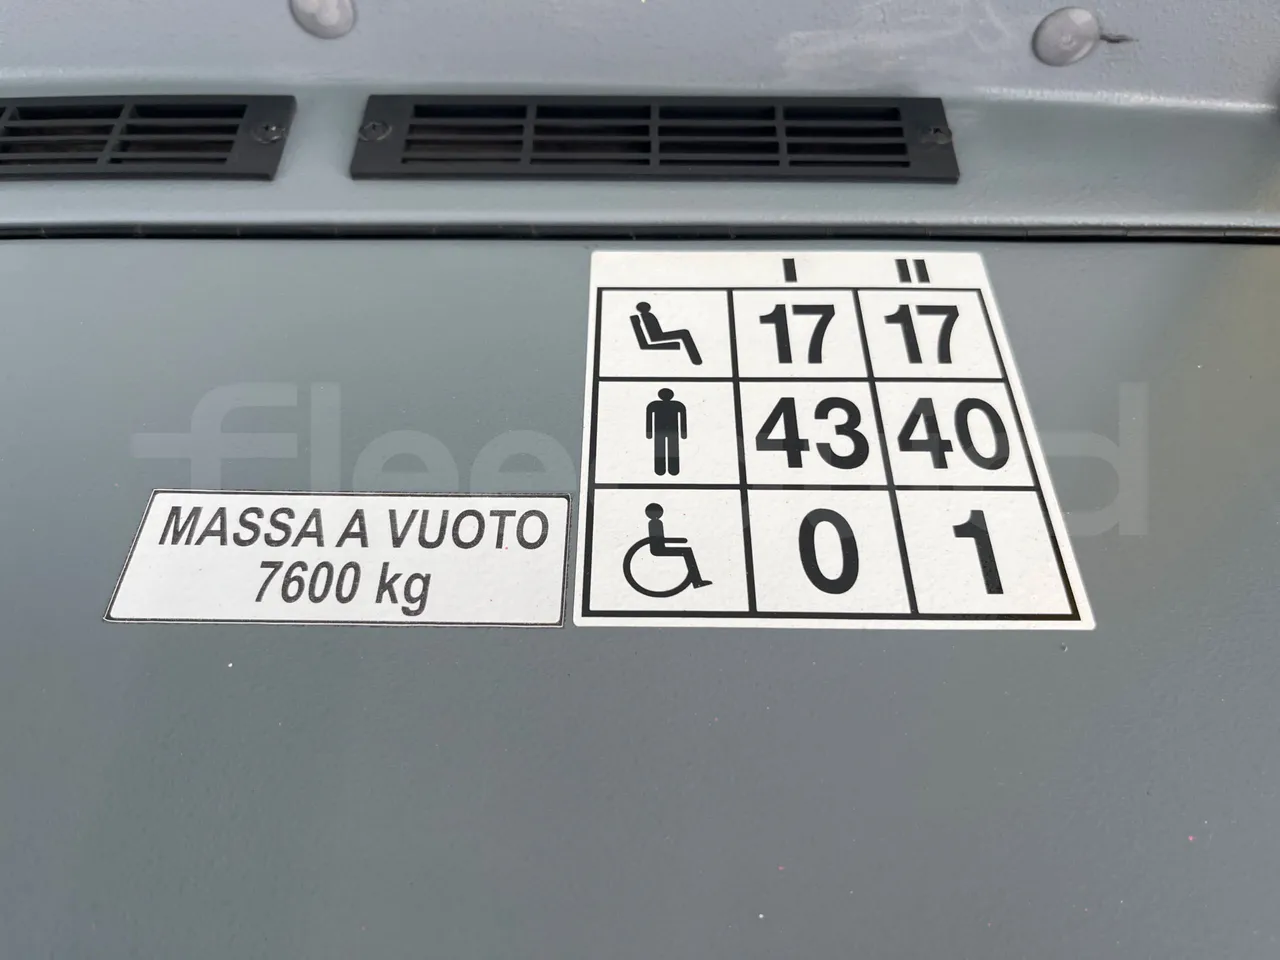 I II
17 17
43 40
0 1
MASSA A VUOTO
7600 kg